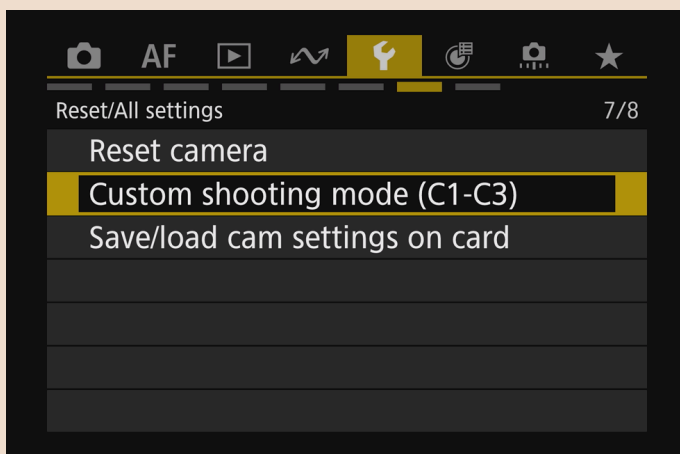 AF
Reset/All settings
7/8
Reset camera
Custom shooting mode (C1-C3)
Save/load cam settings on card